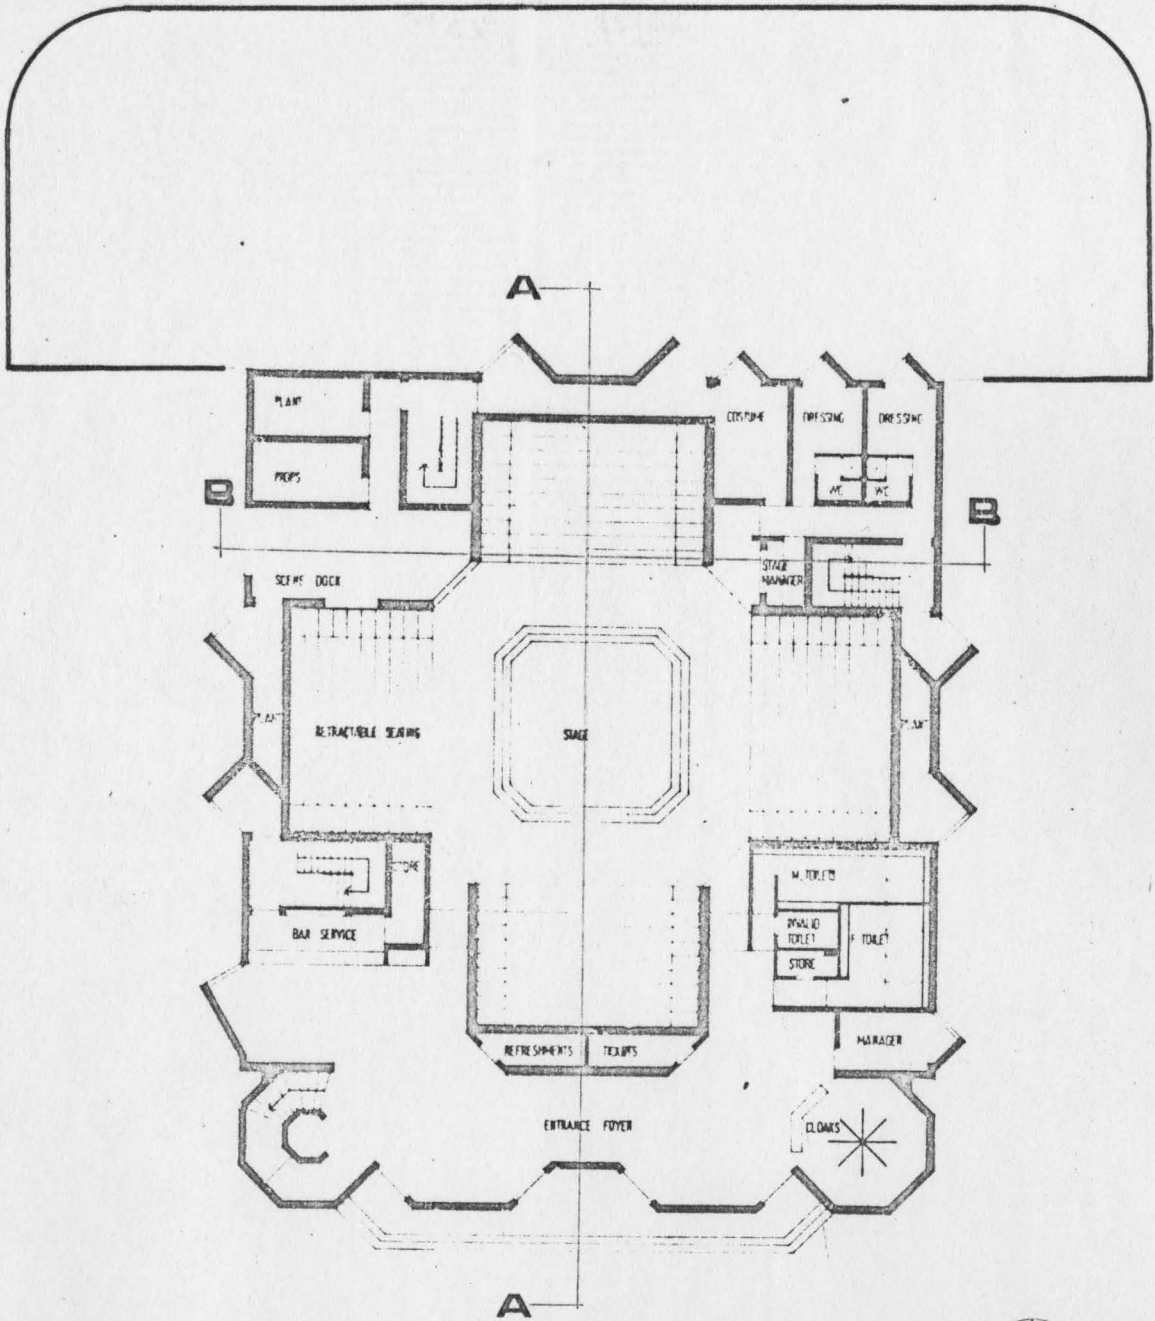 A
PLANT
COSTUME
DRESSING
DRESSING
PROPS
WC
WC
B
B
SCENE DOCK
STAGE
MANAGER
PLANT
RETRACTABLE SEATING
STAGE
PLANT
STORE
M. TOILETS
BAR SERVICE
INVALID
TOILET
F TOILET
STORE
REFRESHMENTS
TICKETS
MANAGER
ENTRANCE FOYER
CLOAKS
A